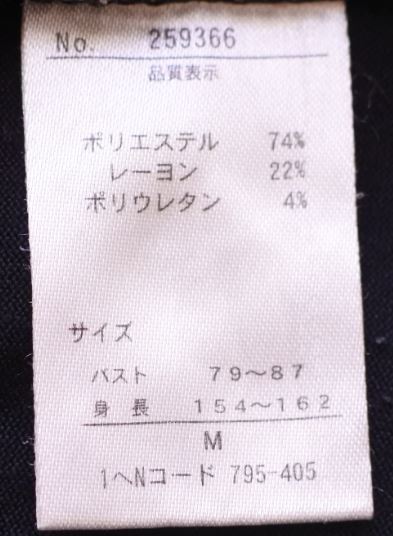 No. 259366
品質表示
ポリエステル 74%
レーヨン 22%
ポリウレタン 4%
サイズ
バスト 79〜87
身長 154〜162
M
1ヘNコード 795-405